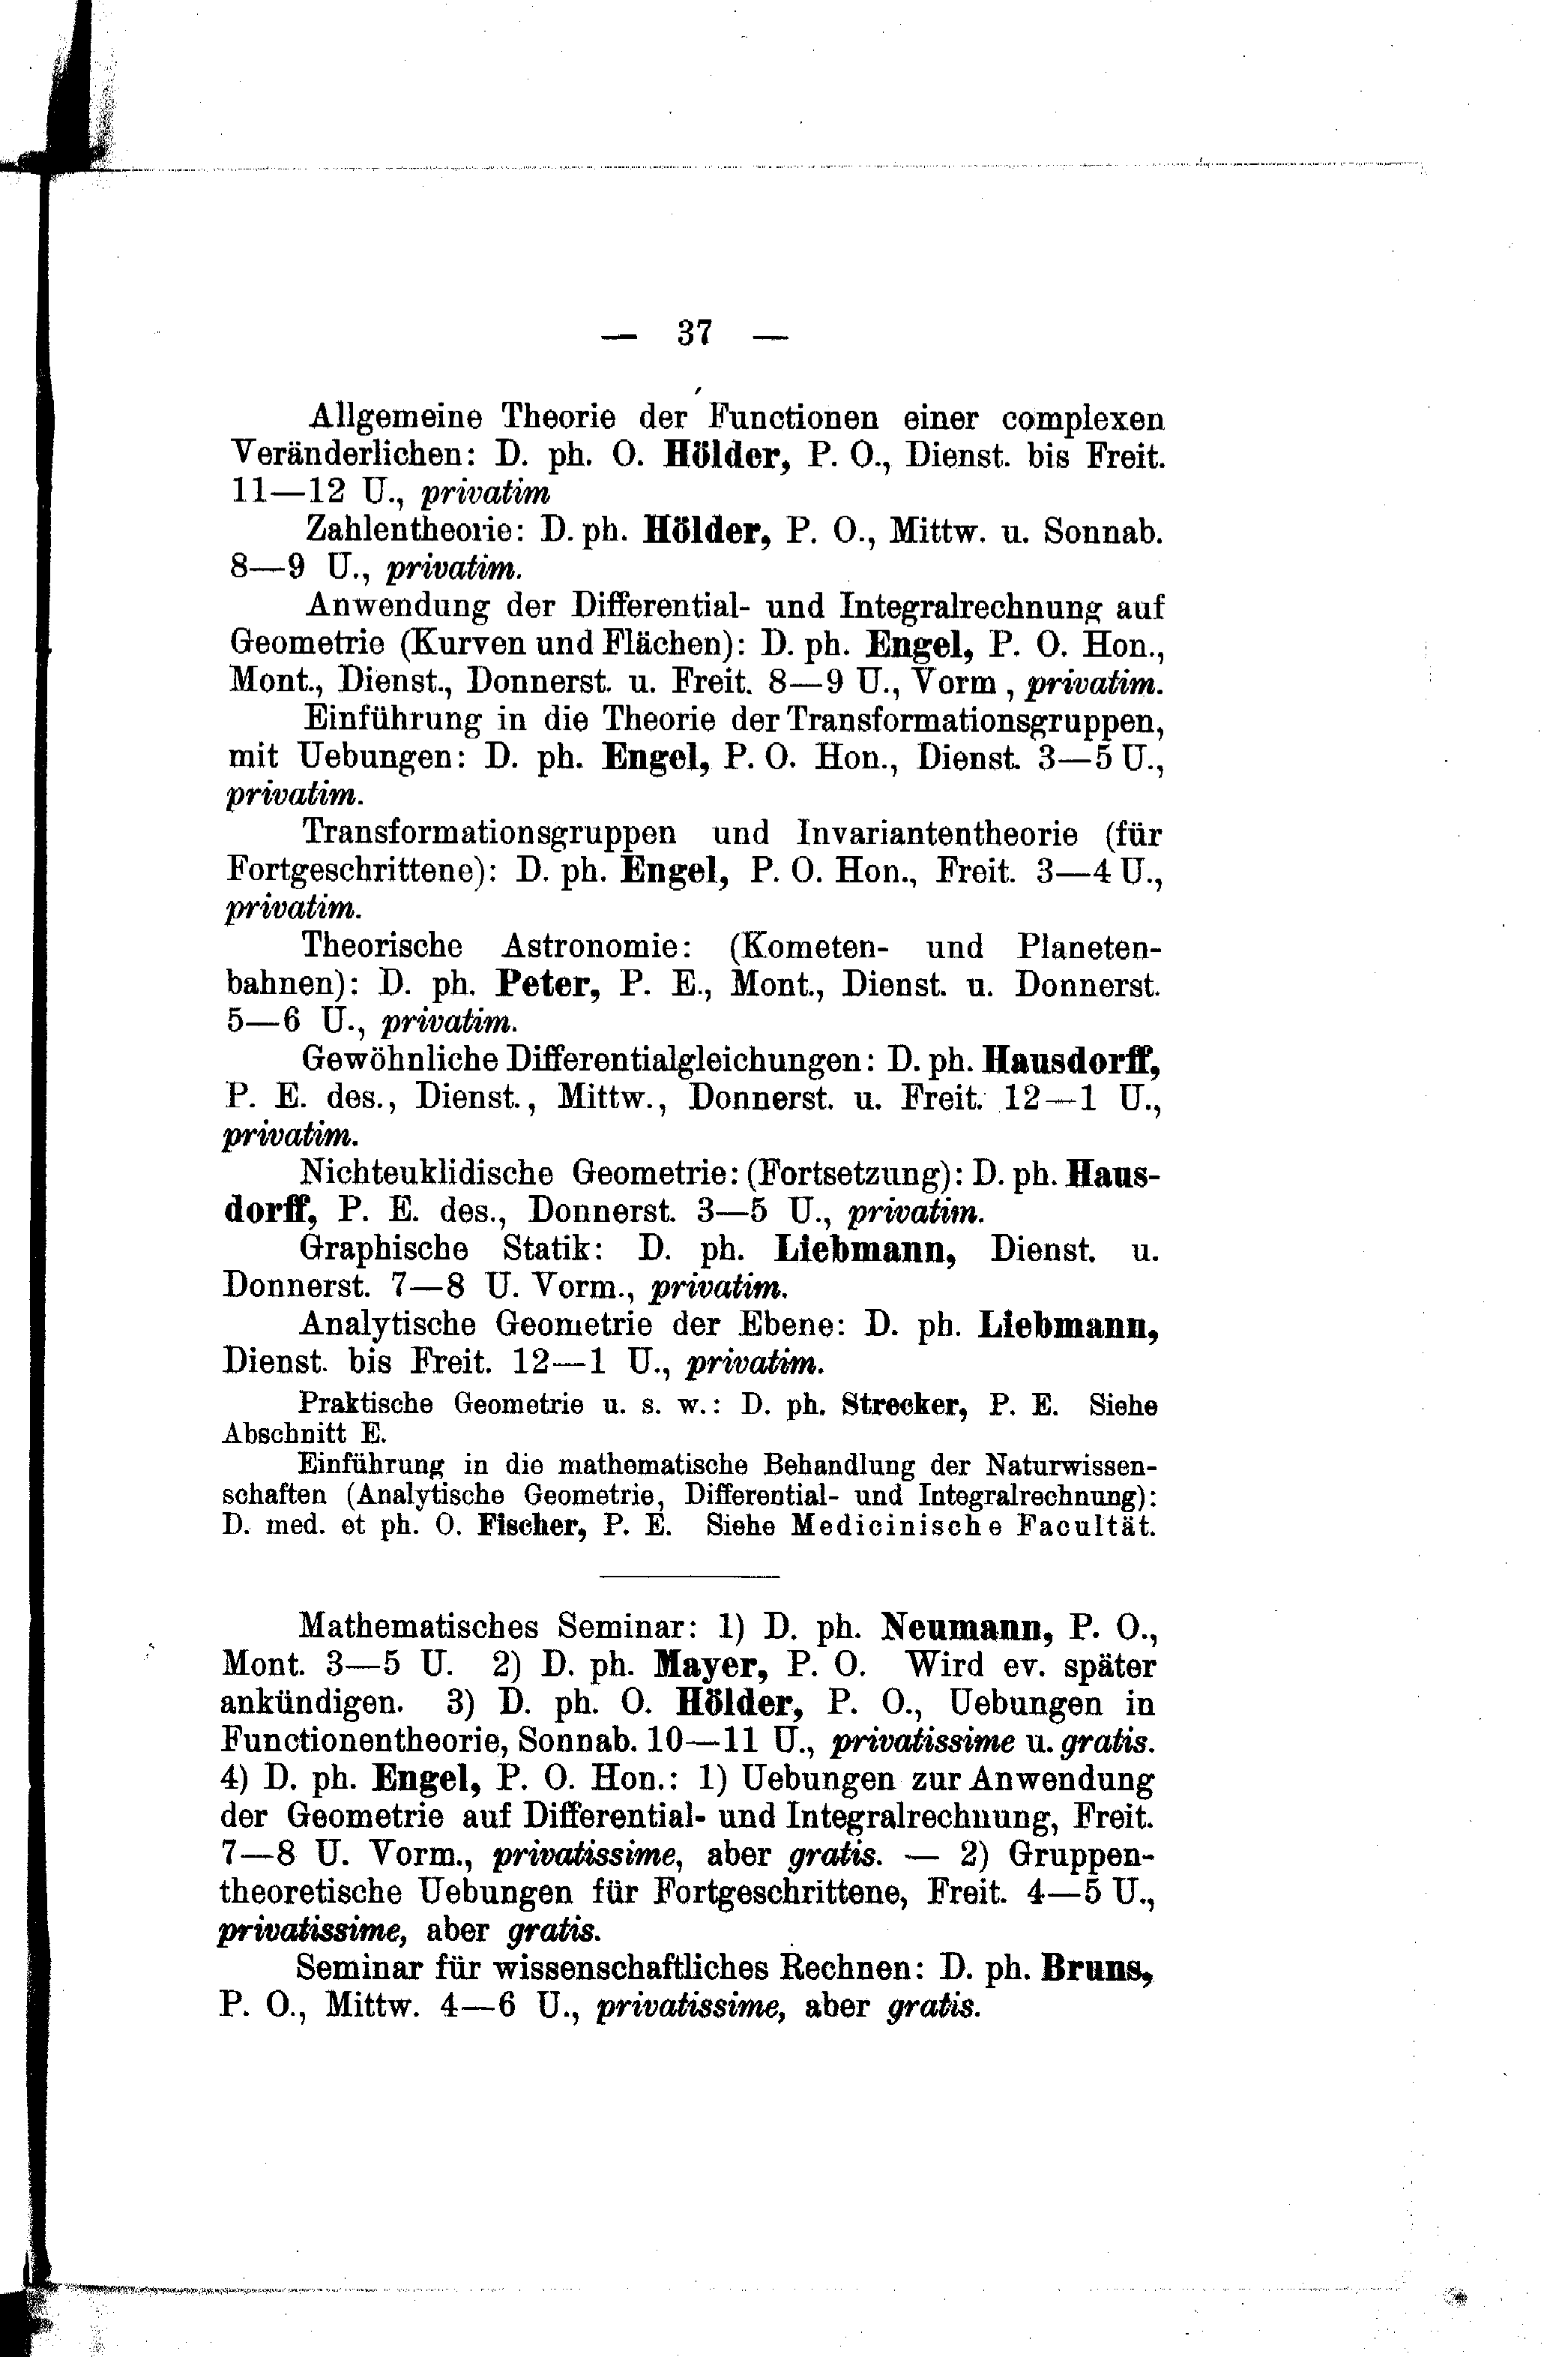 — 37 —
Allgemeine Theorie der Functionen einer complexen
Veränderlichen: D. ph. O. Hölder, P. O., Dienst. bis Freit.
11—12 U., privatim
Zahlentheorie: D. ph. Hölder, P. O., Mittw. u. Sonnab.
8—9 U., privatim.
Anwendung der Differential- und Integralrechnung auf
Geometrie (Kurven und Flächen): D. ph. Engel, P. O. Hon.,
Mont., Dienst., Donnerst. u. Freit. 8—9 U., Vorm , privatim.
Einführung in die Theorie der Transformationsgruppen,
mit Uebungen: D. ph. Engel, P. O. Hon., Dienst. 3—5 U.,
privatim.
Transformationsgruppen und Invariantentheorie (für
Fortgeschrittene): D. ph. Engel, P. O. Hon., Freit. 3—4 U.,
privatim.
Theorische Astronomie: (Kometen- und Planeten-
bahnen): D. ph. Peter, P. E., Mont., Dienst. u. Donnerst.
5—6 U., privatim.
Gewöhnliche Differentialgleichungen: D. ph. Hausdorff,
P. E. des., Dienst., Mittw., Donnerst. u. Freit. 12—1 U.,
privatim.
Nichteuklidische Geometrie: (Fortsetzung): D. ph. Haus-
dorff, P. E. des., Donnerst. 3—5 U., privatim.
Graphische Statik: D. ph. Liebmann, Dienst. u.
Donnerst. 7—8 U. Vorm., privatim.
Analytische Geometrie der Ebene: D. ph. Liebmann,
Dienst. bis Freit. 12—1 U., privatim.
Praktische Geometrie u. s. w.: D. ph. Strecker, P. E. Siehe
Abschnitt E.
Einführung in die mathematische Behandlung der Naturwissen-
schaften (Analytische Geometrie, Differential- und Integralrechnung):
D. med. et ph. O. Fischer, P. E. Siehe Medicinische Facultät.
Mathematisches Seminar: 1) D. ph. Neumann, P. O.,
Mont. 3—5 U. 2) D. ph. Mayer, P. O. Wird ev. später
ankündigen. 3) D. ph. O. Hölder, P. O., Uebungen in
Functionentheorie, Sonnab. 10—11 U., privatissime u. gratis.
4) D. ph. Engel, P. O. Hon.: 1) Uebungen zur Anwendung
der Geometrie auf Differential- und Integralrechnung, Freit.
7—8 U. Vorm., privatissime, aber gratis. — 2) Gruppen-
theoretische Uebungen für Fortgeschrittene, Freit. 4—5 U.,
privatissime, aber gratis.
Seminar für wissenschaftliches Rechnen: D. ph. Bruns,
P. O., Mittw. 4—6 U., privatissime, aber gratis.